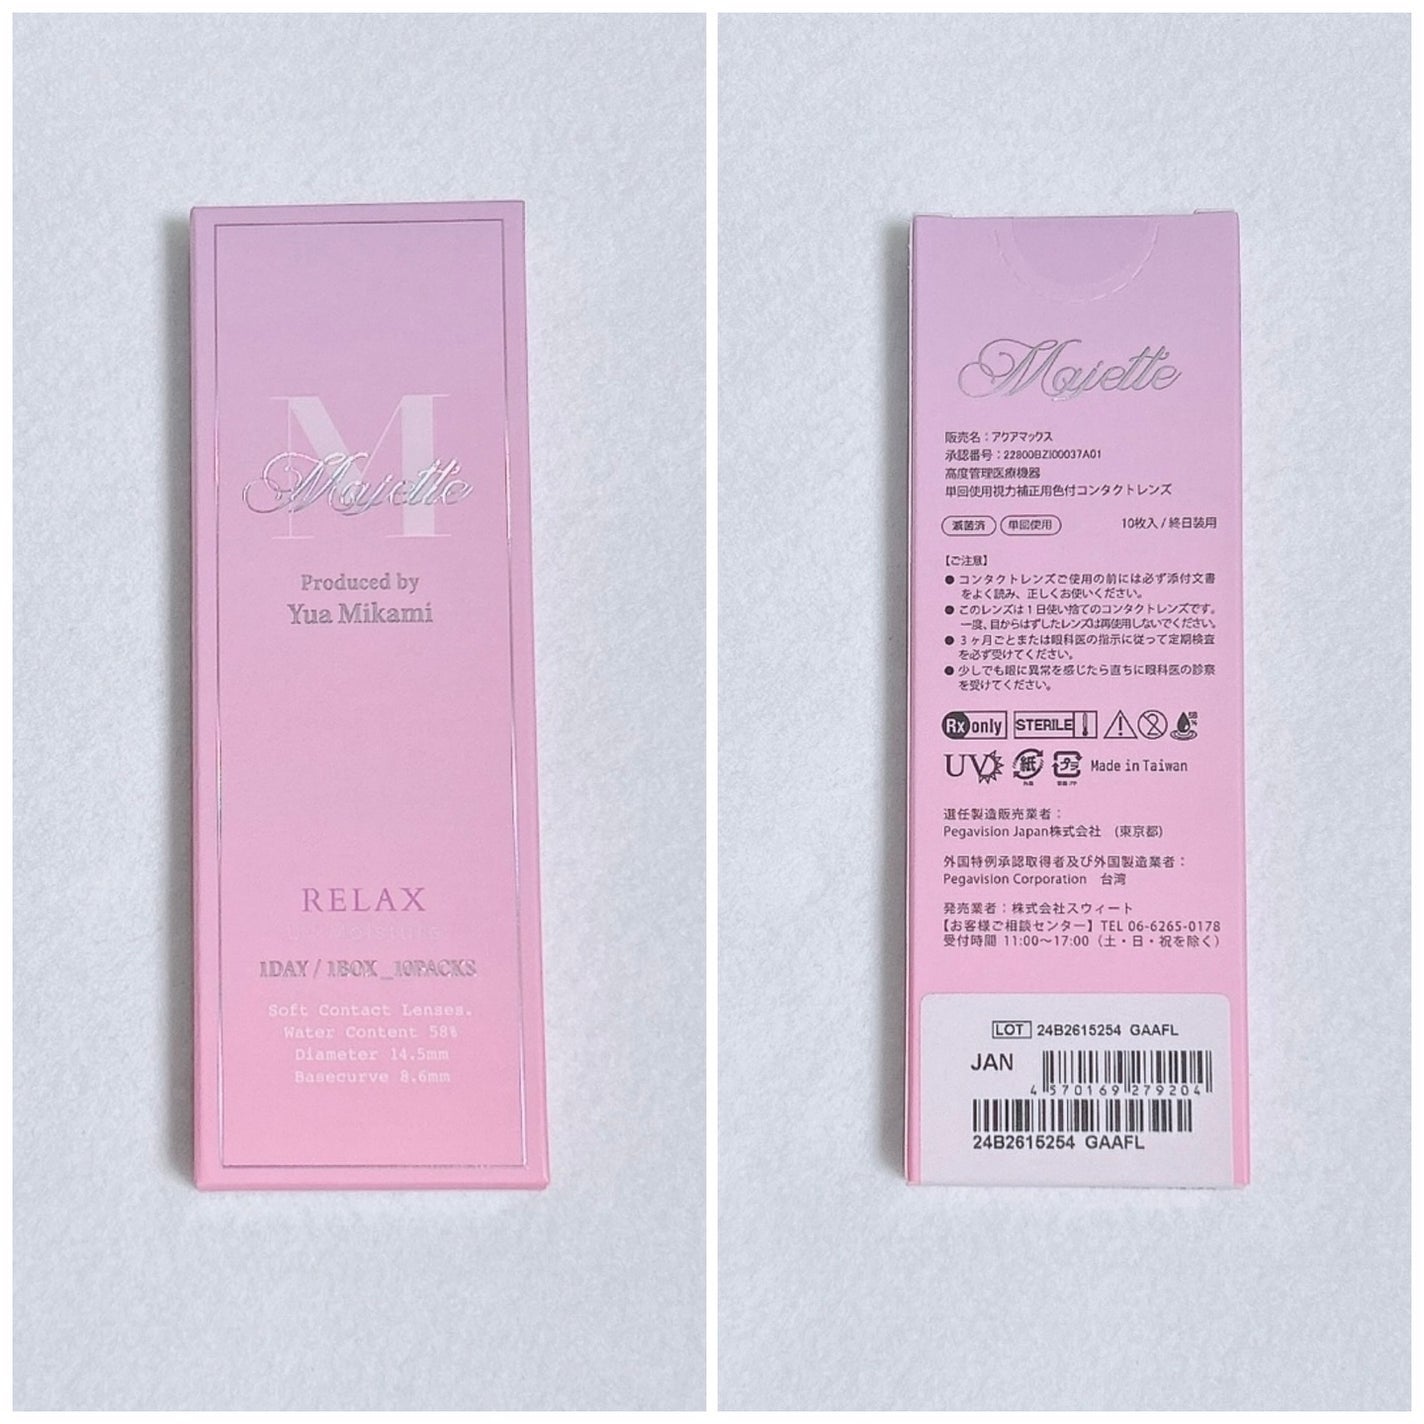 M
Majette
Produced by
Yua Mikami
RELAX
1DAY / 1BOX_10PACKS
Soft Contact Lenses.
Water Content 58%
Diameter 14.5mm
Basecurve 8.6mm
Majette
販売名：アクアマックス
承認番号：22800BZI00037A01
高度管理医療機器
単回使用視力補正用色付コンタクトレンズ
滅菌済 単回使用 10枚入 / 終日装用
【ご注意】
● コンタクトレンズご使用の前には必ず添付文書
をよく読み、正しくお使いください。
● このレンズは１日使い捨てのコンタクトレンズです。
一度、目からはずしたレンズは再使用しないでください。
● ３ヶ月ごとまたは眼科医の指示に従って定期検査
を必ず受けてください。
● 少しでも眼に異常を感じたら直ちに眼科医の診察
を受けてください。
Rx only STERILE 2 58%
UV 紙 プラ Made in Taiwan
選任製造販売業者：
Pegavision Japan株式会社 (東京都)
外国特例承認取得者及び外国製造業者：
Pegavision Corporation 台湾
発売業者：株式会社スウィート
【お客様ご相談センター】TEL 06-6265-0178
受付時間 11:00〜17:00（土・日・祝を除く）
LOT 24B2615254 GAAFL
JAN
4 570169 279204
24B2615254 GAAFL